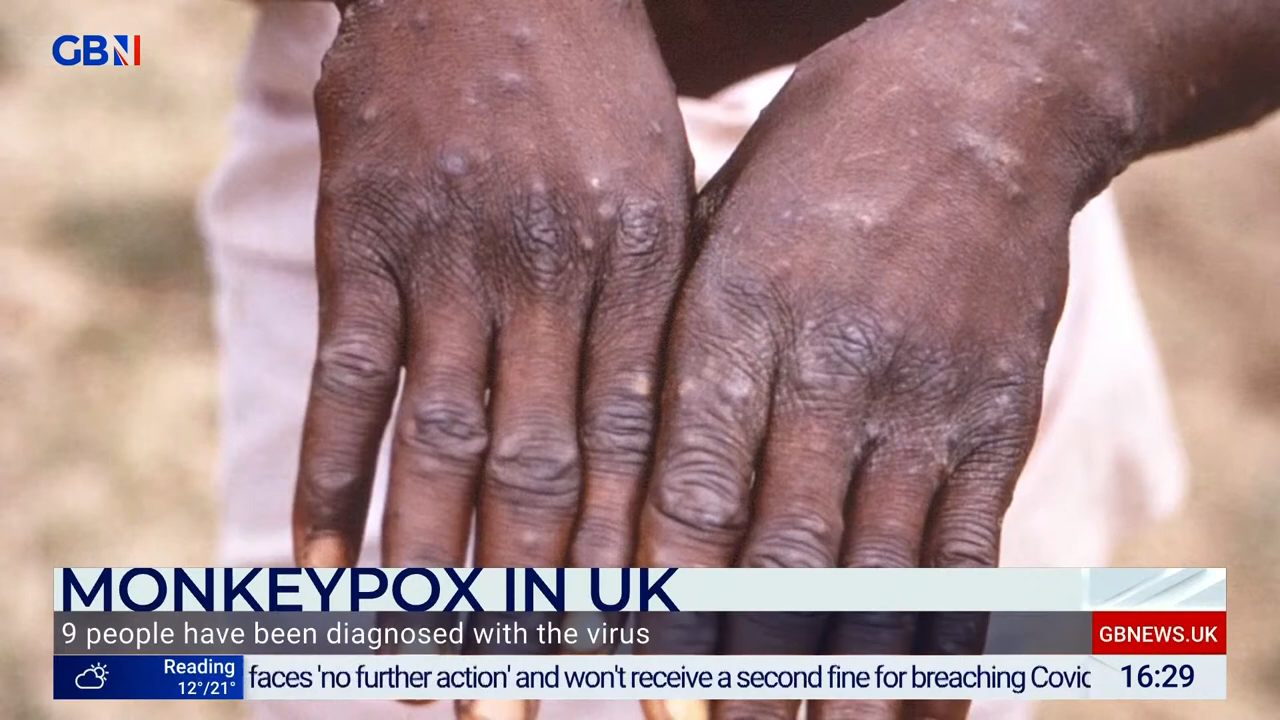 GBN
MONKEYPOX IN UK
9 people have been diagnosed with the virus
GBNEWS.UK
Reading
12°/21°
faces 'no further action' and won't receive a second fine for breaching Covid
16:29